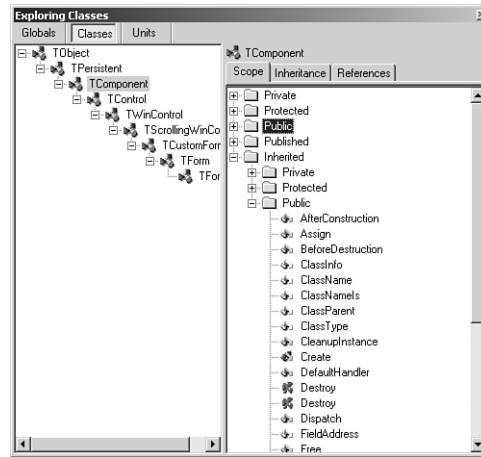 Exploring Classes
Globals Classes Units
TObject
TPersistent
TComponent
TControl
TWinControl
TScrollingWinCo
TCustomForr
TForm
TFor
TComponent
Scope Inheritance References
Private
Protected
Public
Published
Inherited
Private
Protected
Public
AfterConstruction
Assign
BeforeDestruction
ClassInfo
ClassName
ClassNameIs
ClassParent
ClassType
CleanupInstance
Create
DefaultHandler
Destroy
Destroy
Dispatch
FieldAddress
Free